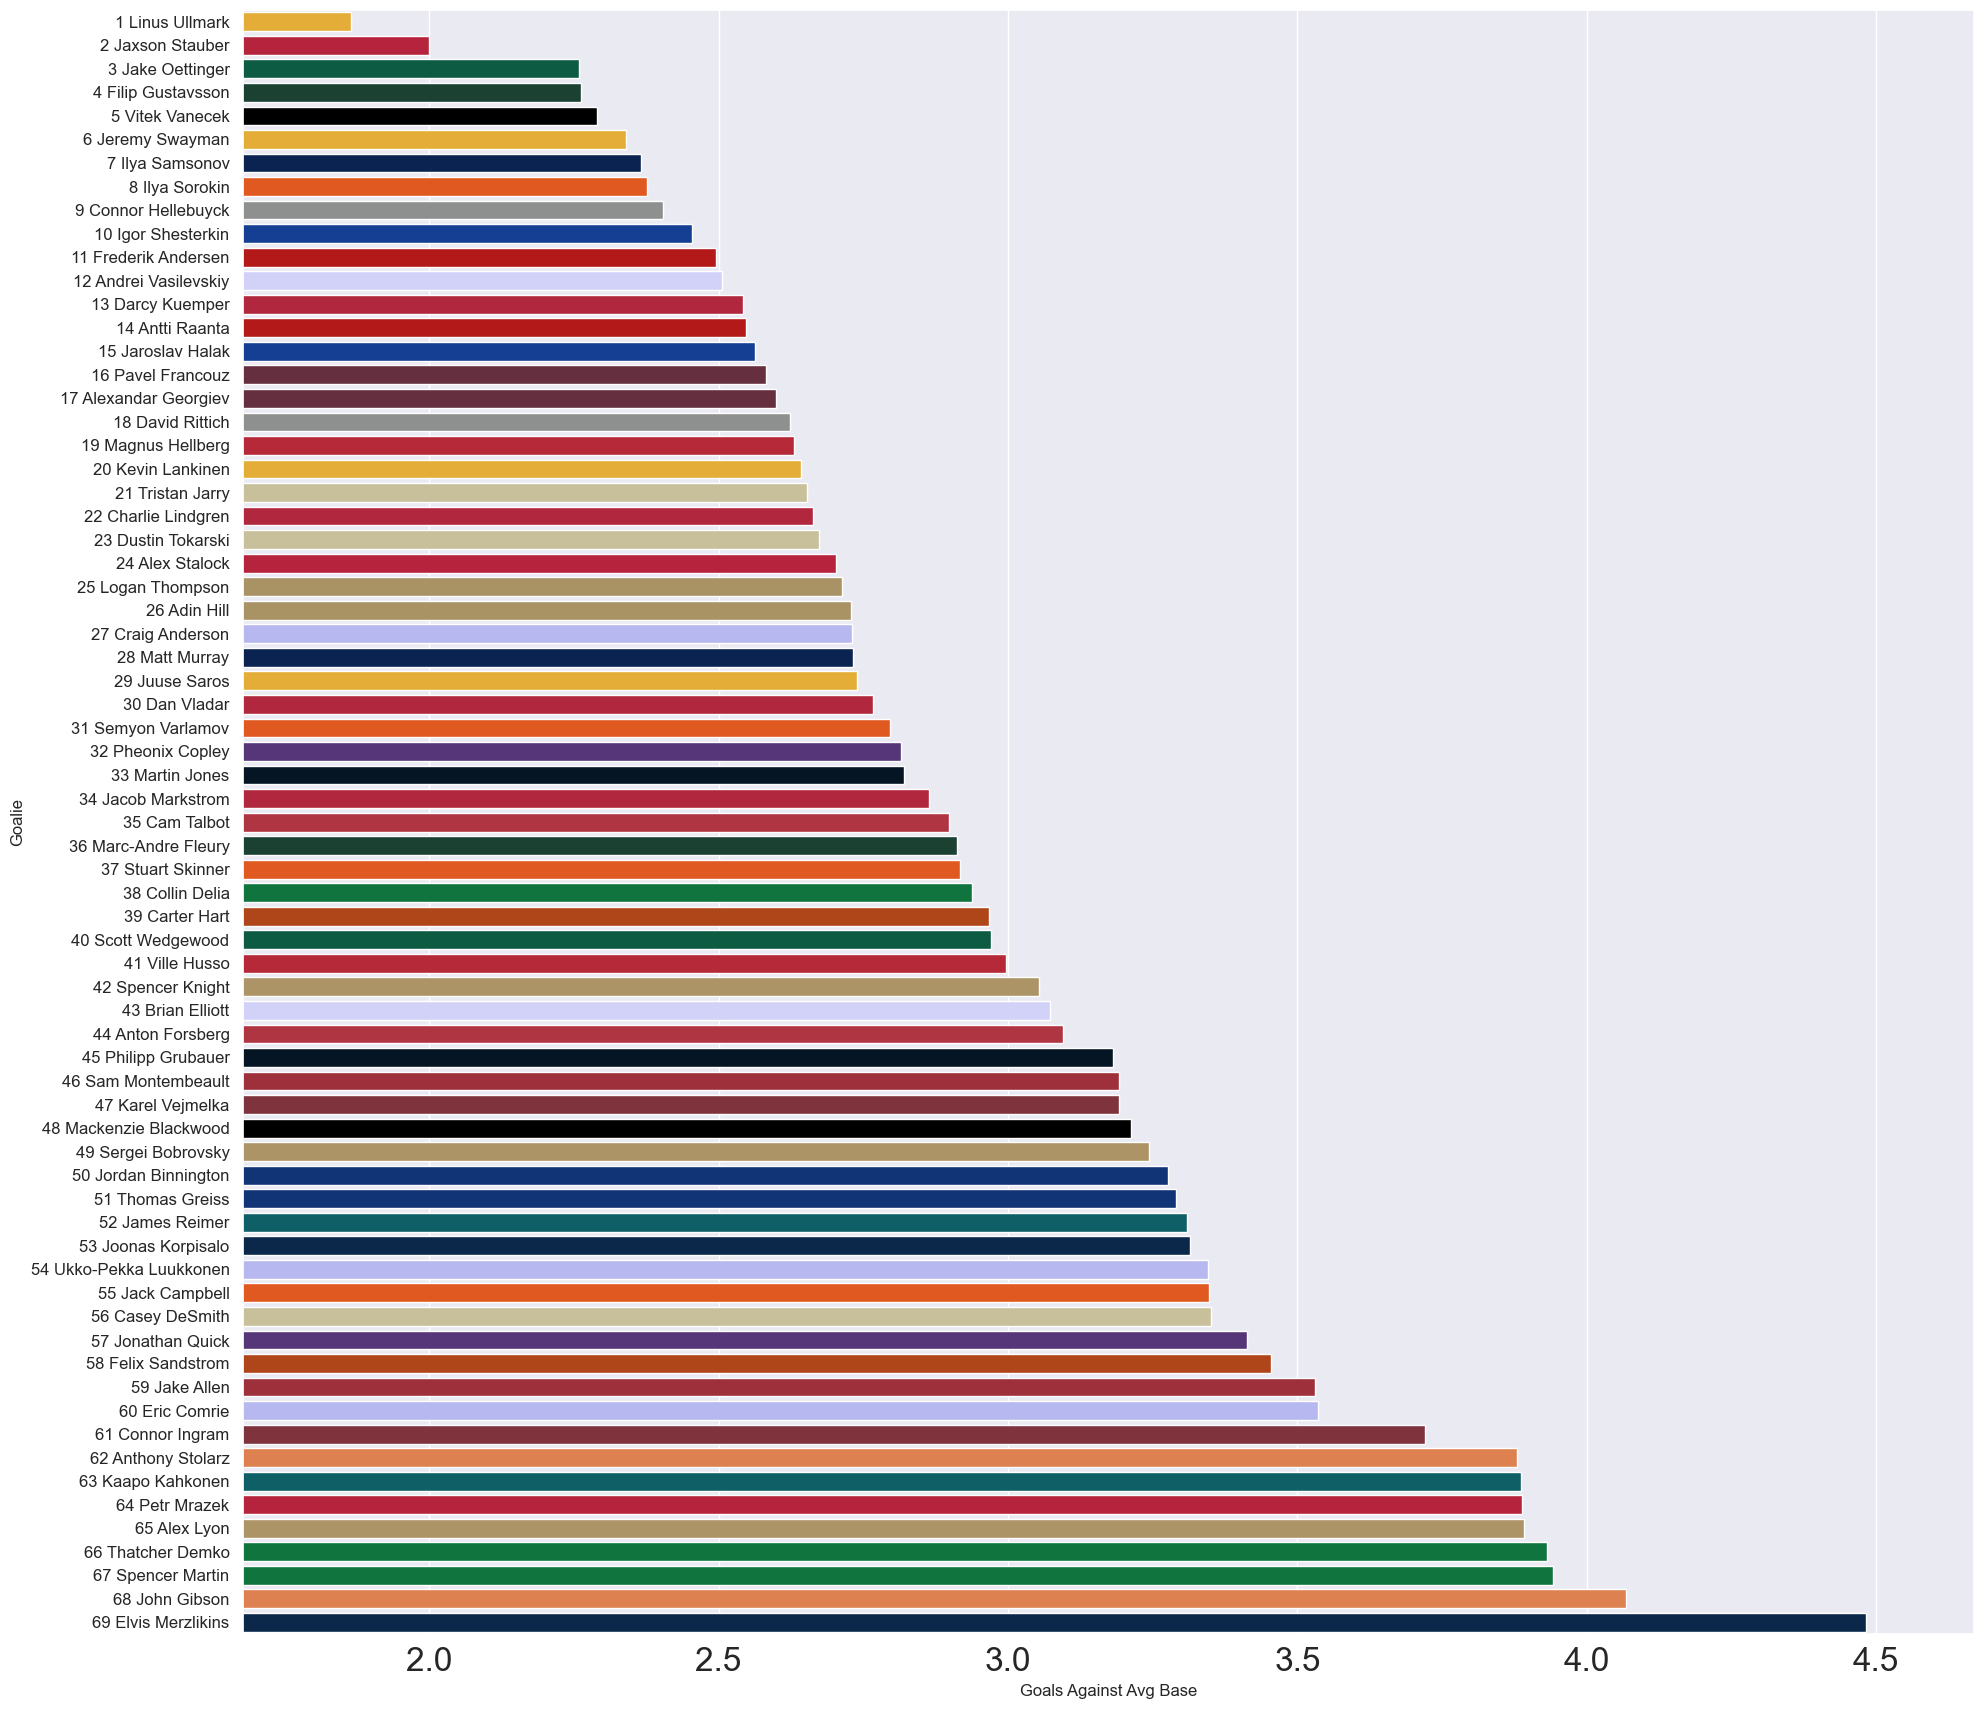 1 Linus Ullmark
2 Jaxson Stauber
3 Jake Oettinger
4 Filip Gustavsson
5 Vitek Vanecek
6 Jeremy Swayman
7 Ilya Samsonov
8 Ilya Sorokin
9 Connor Hellebuyck
10 Igor Shesterkin
11 Frederik Andersen
12 Andrei Vasilevskiy
13 Darcy Kuemper
14 Antti Raanta
15 Jaroslav Halak
16 Pavel Francouz
17 Alexandar Georgiev
18 David Rittich
19 Magnus Hellberg
20 Kevin Lankinen
21 Tristan Jarry
22 Charlie Lindgren
23 Dustin Tokarski
24 Alex Stalock
25 Logan Thompson
26 Adin Hill
27 Craig Anderson
28 Matt Murray
29 Juuse Saros
30 Dan Vladar
31 Semyon Varlamov
32 Pheonix Copley
33 Martin Jones
34 Jacob Markstrom
35 Cam Talbot
36 Marc-Andre Fleury
37 Stuart Skinner
38 Collin Delia
39 Carter Hart
40 Scott Wedgewood
41 Ville Husso
42 Spencer Knight
43 Brian Elliott
44 Anton Forsberg
45 Philipp Grubauer
46 Sam Montembeault
47 Karel Vejmelka
48 Mackenzie Blackwood
49 Sergei Bobrovsky
50 Jordan Binnington
51 Thomas Greiss
52 James Reimer
53 Joonas Korpisalo
54 Ukko-Pekka Luukkonen
55 Jack Campbell
56 Casey DeSmith
57 Jonathan Quick
58 Felix Sandstrom
59 Jake Allen
60 Eric Comrie
61 Connor Ingram
62 Anthony Stolarz
63 Kaapo Kahkonen
64 Petr Mrazek
65 Alex Lyon
66 Thatcher Demko
67 Spencer Martin
68 John Gibson
69 Elvis Merzlikins
Goalie
2.0 2.5 3.0 3.5 4.0 4.5
Goals Against Avg Base